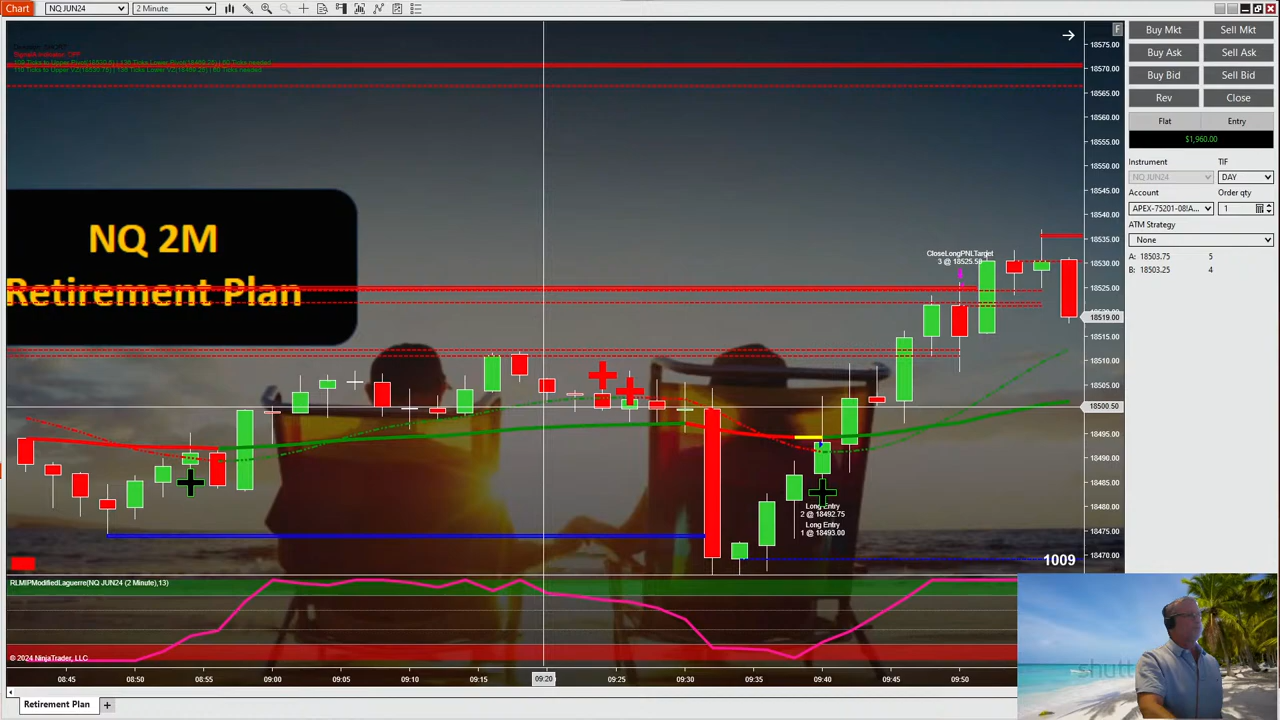 Chart
NQ JUN24
2 Minute
F
18575.00
18570.00
18565.00
18560.00
18555.00
18550.00
18545.00
18540.00
18535.00
18530.00
18525.00
18519.00
18515.00
18510.00
18505.00
18500.50
18495.00
18490.00
18485.00
18480.00
18475.00
18470.00
NQ 2M
Retirement Plan
CloseLongPNLTarget
3 @ 18525.58
Long Entry
2 @ 18492.75
Long Entry
1 @ 18493.00
1009
RLMIPModifiedLaguerre(NQ JUN24 (2 Minute),13)
© 2024 NinjaTrader, LLC
08:45
08:50
08:55
09:00
09:05
09:10
09:15
09:20
09:25
09:30
09:35
09:40
09:45
09:50
Retirement Plan
+
Buy Mkt
Sell Mkt
Buy Ask
Sell Ask
Buy Bid
Sell Bid
Rev
Close
Flat
Entry
$1,960.00
Instrument
TIF
NQ JUN24
DAY
Account
Order qty
APEX-75201-08!A...
1
ATM Strategy
None
A: 18503.75
5
B: 18503.25
4
shutt